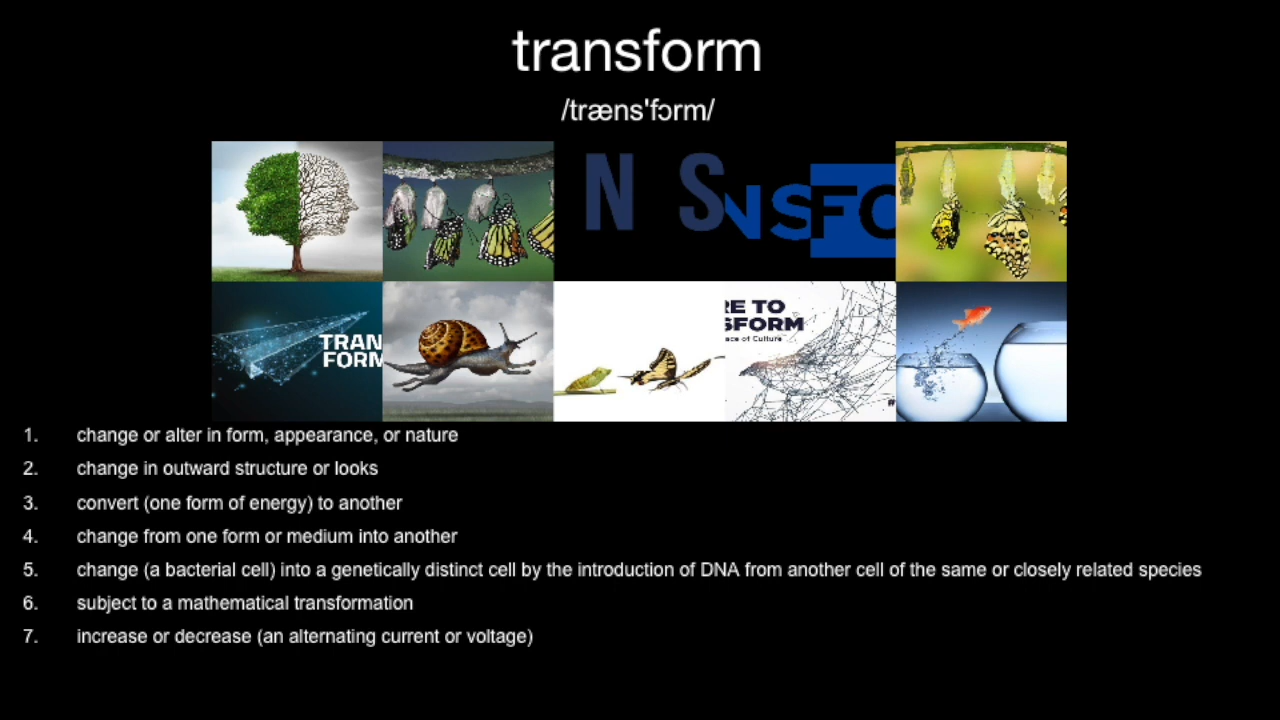 transform
/træns'fɔrm/
N S
NSFO
TRAN
FORM
RE TO
SFORM
ace of Culture
1. change or alter in form, appearance, or nature
2. change in outward structure or looks
3. convert (one form of energy) to another
4. change from one form or medium into another
5. change (a bacterial cell) into a genetically distinct cell by the introduction of DNA from another cell of the same or closely related species
6. subject to a mathematical transformation
7. increase or decrease (an alternating current or voltage)